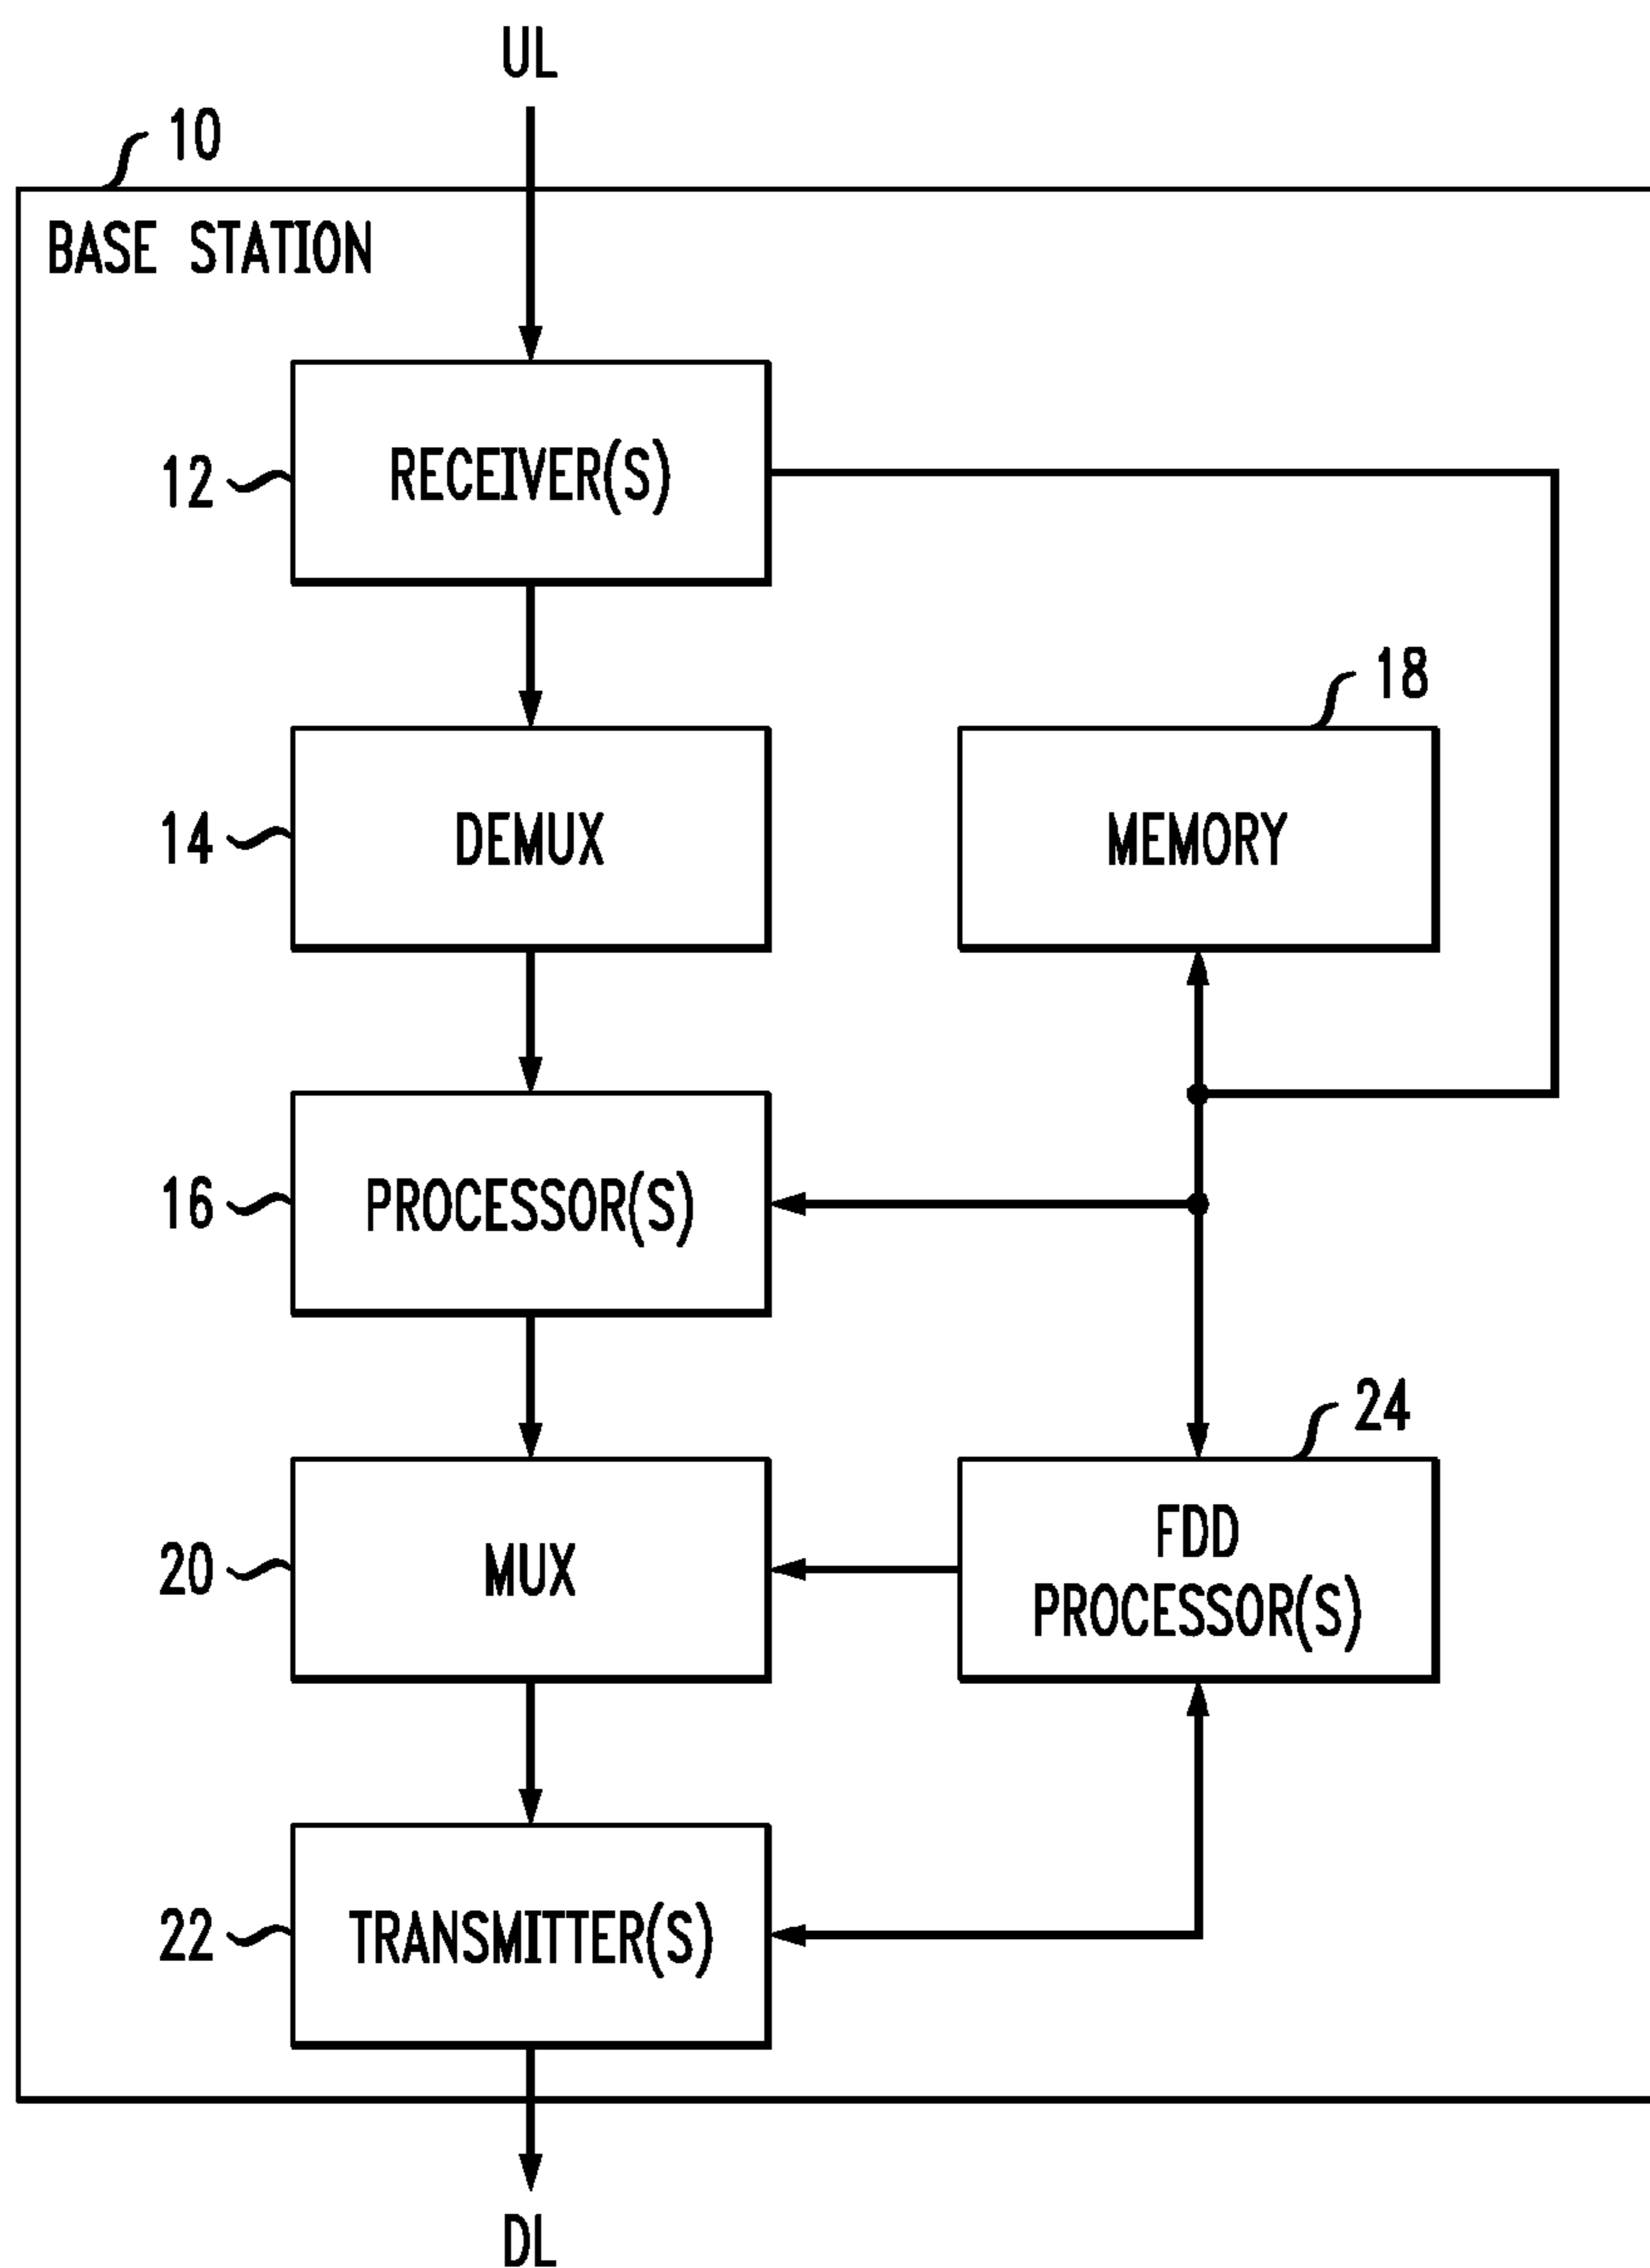 UL
10
BASE STATION
12
RECEIVER(S)
18
14
DEMUX
MEMORY
16
PROCESSOR(S)
24
20
MUX
FDD
PROCESSOR(S)
22
TRANSMITTER(S)
DL